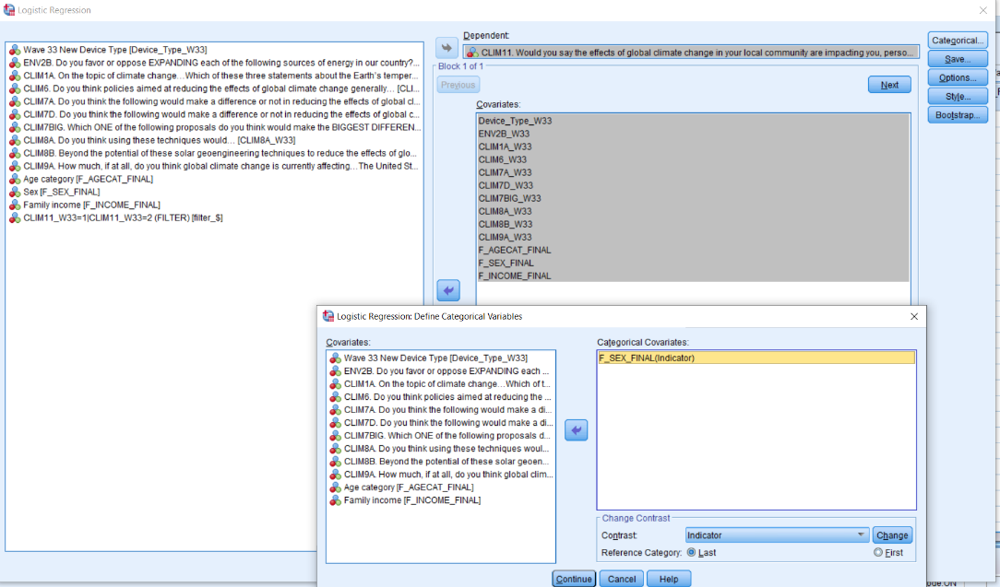 Logistic Regression
Wave 33 New Device Type [Device_Type_W33]
ENV2B. Do you favor or oppose EXPANDING each of the following sources of energy in our country?...
CLIM1A. On the topic of climate change…Which of these three statements about the Earth's temper...
CLIM6. Do you think policies aimed at reducing the effects of global climate change generally... [CLI...
CLIM7A. Do you think the following would make a difference or not in reducing the effects of global cl...
CLIM7D. Do you think the following would make a difference or not in reducing the effects of global c...
CLIM7BIG. Which ONE of the following proposals do you think would make the BIGGEST DIFFEREN...
CLIM8A. Do you think using these techniques would… [CLIM8A_W33]
CLIM8B. Beyond the potential of these solar geoengineering techniques to reduce the effects of glo...
CLIM9A. How much, if at all, do you think global climate change is currently affecting…The United St...
Age category [F_AGECAT_FINAL]
Sex [F_SEX_FINAL]
Family income [F_INCOME_FINAL]
CLIM11_W33=1|CLIM11_W33=2 (FILTER) [filter_$]
Dependent:
CLIM11. Would you say the effects of global climate change in your local community are impacting you, perso...
Block 1 of 1
Previous
Next
Covariates:
Device_Type_W33
ENV2B_W33
CLIM1A_W33
CLIM6_W33
CLIM7A_W33
CLIM7D_W33
CLIM7BIG_W33
CLIM8A_W33
CLIM8B_W33
CLIM9A_W33
F_AGECAT_FINAL
F_SEX_FINAL
F_INCOME_FINAL
Categorical...
Save...
Options...
Style...
Bootstrap...
Logistic Regression: Define Categorical Variables
Covariates:
Wave 33 New Device Type [Device_Type_W33]
ENV2B. Do you favor or oppose EXPANDING each ...
CLIM1A. On the topic of climate change…Which of t...
CLIM6. Do you think policies aimed at reducing the ...
CLIM7A. Do you think the following would make a di...
CLIM7D. Do you think the following would make a di...
CLIM7BIG. Which ONE of the following proposals d...
CLIM8A. Do you think using these techniques woul...
CLIM8B. Beyond the potential of these solar geoen...
CLIM9A. How much, if at all, do you think global clim...
Age category [F_AGECAT_FINAL]
Family income [F_INCOME_FINAL]
Categorical Covariates:
F_SEX_FINAL(Indicator)
Change Contrast
Contrast:
Indicator
Change
Reference Category:
Last
First
Continue
Cancel
Help
ode:ON